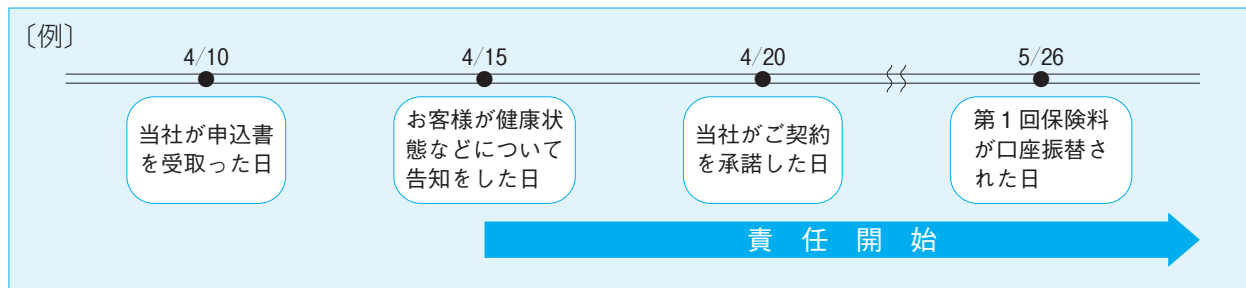 〔例〕
4/10
4/15
4/20
5/26
当社が申込書
を受取った日
お客様が健康状
態などについて
告知をした日
当社がご契約
を承諾した日
第1回保険料
が口座振替さ
れた日
責任開始